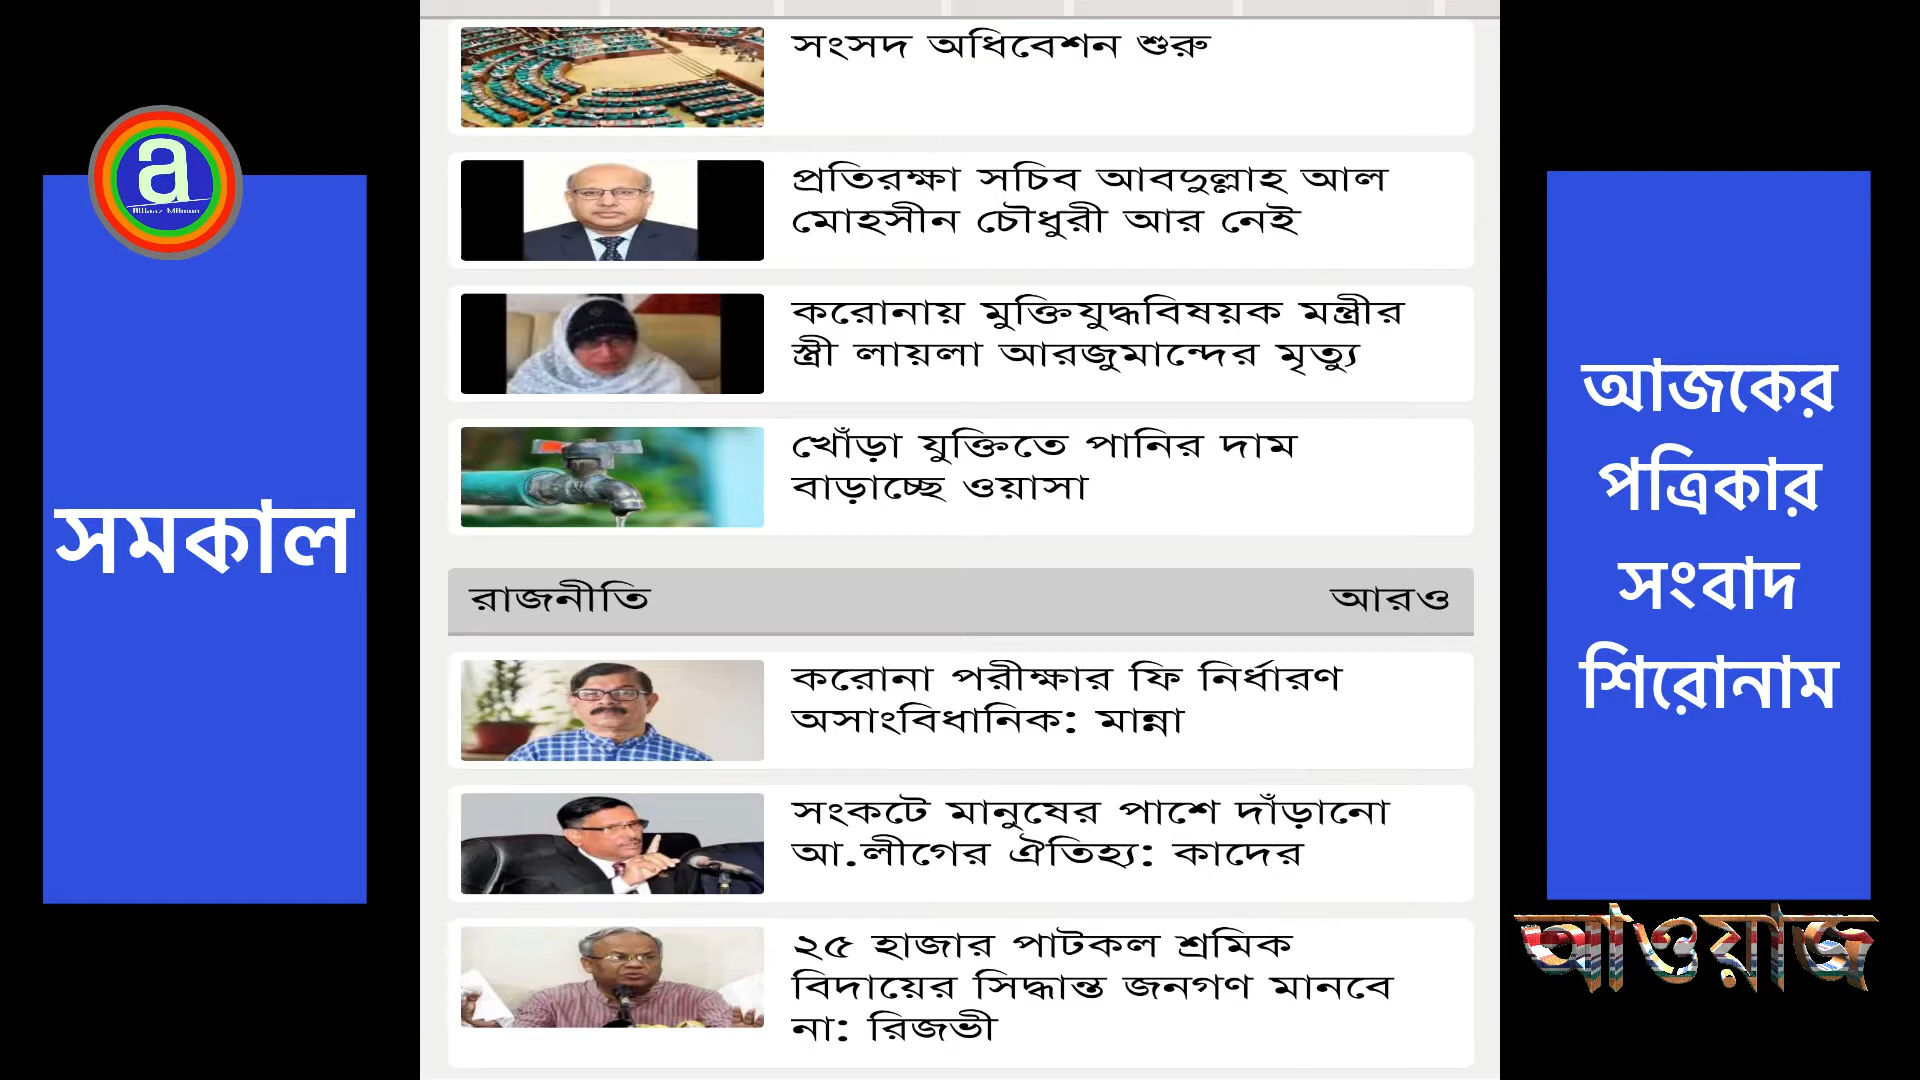 সংসদ অধিবেশন শুরু
প্রতিরক্ষা সচিব আবদুল্লাহ আল
মোহসীন চৌধুরী আর নেই
করোনায় মুক্তিযুদ্ধবিষয়ক মন্ত্রীর
স্ত্রী লায়লা আরজুমান্দের মৃত্যু
খোঁড়া যুক্তিতে পানির দাম
বাড়াচ্ছে ওয়াসা
রাজনীতি
আরও
করোনা পরীক্ষার ফি নির্ধারণ
অসাংবিধানিক: মান্না
সংকটে মানুষের পাশে দাঁড়ানো
আ.লীগের ঐতিহ্য: কাদের
২৫ হাজার পাটকল শ্রমিক
বিদায়ের সিদ্ধান্ত জনগণ মানবে
না: রিজভী
a
সমকাল
আজকের
পত্রিকার
সংবাদ
শিরোনাম
আওয়াজ